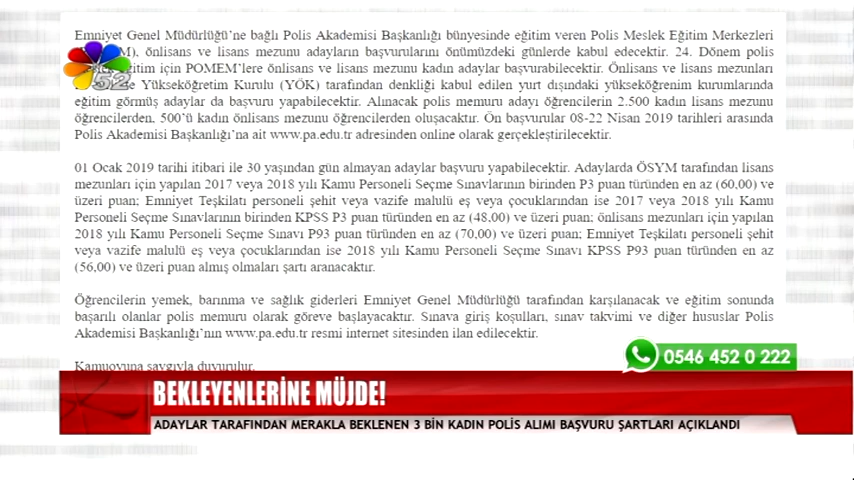 Emniyet Genel Müdürlüğü'ne bağlı Polis Akademisi Başkanlığı bünyesinde eğitim veren Polis Meslek Eğitim Merkezleri
M), önlisans ve lisans mezunu adayların başvurularını önümüzdeki günlerde kabul edecektir. 24. Dönem polis
eğitim için POMEM'lere önlisans ve lisans mezunu kadın adaylar başvurabilecektir. Önlisans ve lisans mezunları
e Yükseköğretim Kurulu (YÖK) tarafından denkliği kabul edilen yurt dışındaki yükseköğrenim kurumlarında
eğitim görmüş adaylar da başvuru yapabilecektir. Alınacak polis memuru adayı öğrencilerin 2.500 kadın lisans mezunu
öğrencilerden, 500'ü kadın önlisans mezunu öğrencilerden oluşacaktır. Ön başvurular 08-22 Nisan 2019 tarihleri arasında
Polis Akademisi Başkanlığı'na ait www.pa.edu.tr adresinden online olarak gerçekleştirilecektir.
01 Ocak 2019 tarihi itibari ile 30 yaşından gün almayan adaylar başvuru yapabilecektir. Adaylarda ÖSYM tarafından lisans
mezunları için yapılan 2017 veya 2018 yılı Kamu Personeli Seçme Sınavlarının birinden P3 puan türünden en az (60,00) ve
üzeri puan; Emniyet Teşkilatı personeli şehit veya vazife malulü eş veya çocuklarından ise 2017 veya 2018 yılı Kamu
Personeli Seçme Sınavlarının birinden KPSS P3 puan türünden en az (48,00) ve üzeri puan; önlisans mezunları için yapılan
2018 yılı Kamu Personeli Seçme Sınavı P93 puan türünden en az (70,00) ve üzeri puan; Emniyet Teşkilatı personeli şehit
veya vazife malulü eş veya çocuklarından ise 2018 yılı Kamu Personeli Seçme Sınavı KPSS P93 puan türünden en az
(56,00) ve üzeri puan almış olmaları şartı aranacaktır.
Öğrencilerin yemek, barınma ve sağlık giderleri Emniyet Genel Müdürlüğü tarafından karşılanacak ve eğitim sonunda
başarılı olanlar polis memuru olarak göreve başlayacaktır. Sınava giriş koşulları, sınav takvimi ve diğer hususlar Polis
Akademisi Başkanlığı'nın www.pa.edu.tr resmi internet sitesinden ilan edilecektir.
Kamuoyuna saygıyla duyurulur.
52
0546 452 0 222
BEKLEYENLERİNE MÜJDE!
ADAYLAR TARAFINDAN MERAKLA BEKLENEN 3 BİN KADIN POLİS ALIMI BAŞVURU ŞARTLARI AÇIKLANDI